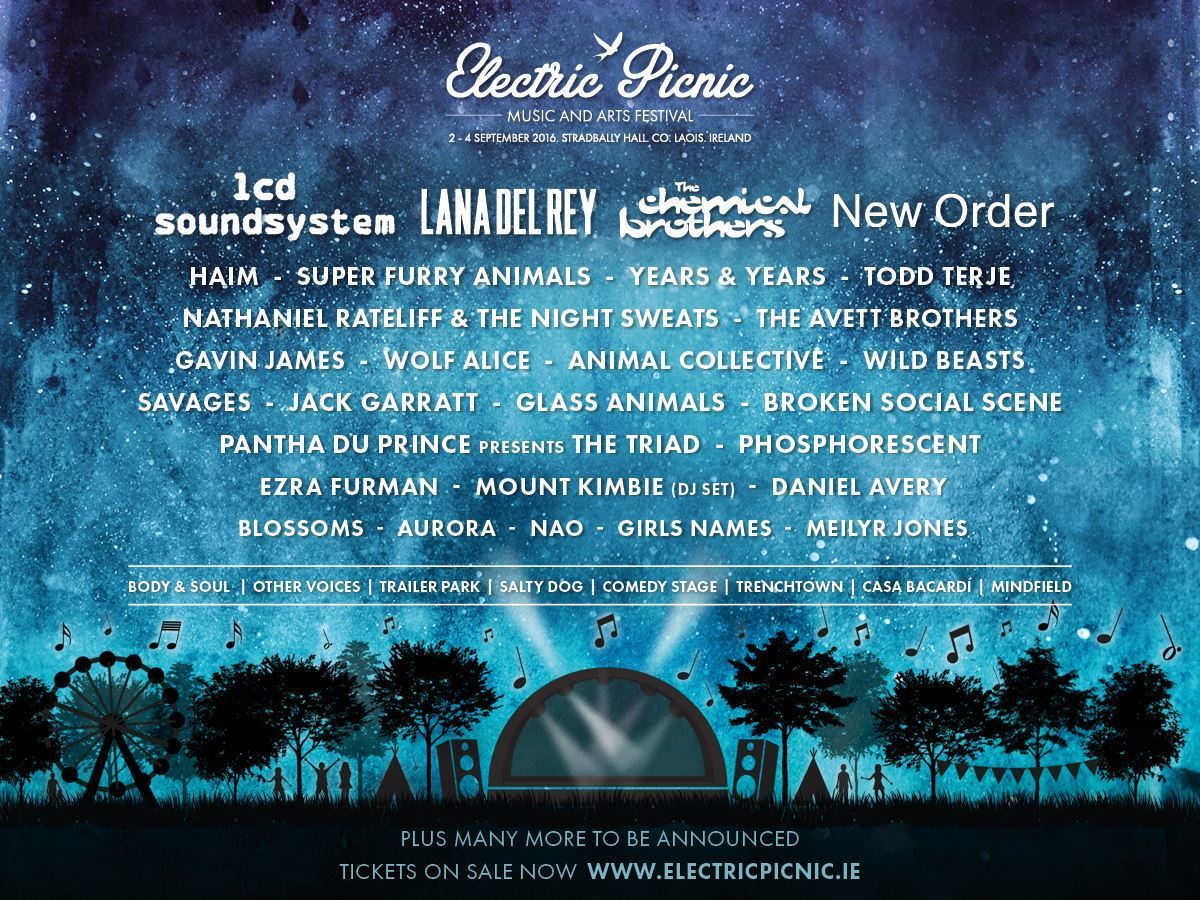 Electric Picnic
MUSIC AND ARTS FESTIVAL
2 - 4 SEPTEMBER 2016, STRADBALLY HALL, CO. LAOIS. IRELAND
lcd soundsystem LANA DEL REY The chemical brothers New Order
HAIM - SUPER FURRY ANIMALS - YEARS & YEARS - TODD TERJE
NATHANIEL RATELIFF & THE NIGHT SWEATS - THE AVETT BROTHERS
GAVIN JAMES - WOLF ALICE - ANIMAL COLLECTIVE - WILD BEASTS
SAVAGES - JACK GARRATT - GLASS ANIMALS - BROKEN SOCIAL SCENE
PANTHA DU PRINCE PRESENTS THE TRIAD - PHOSPHORESCENT
EZRA FURMAN - MOUNT KIMBIE (DJ SET) - DANIEL AVERY
BLOSSOMS - AURORA - NAO - GIRLS NAMES - MEILYR JONES
BODY & SOUL | OTHER VOICES | TRAILER PARK | SALTY DOG | COMEDY STAGE | TRENCHTOWN | CASA BACARDÍ | MINDFIELD
PLUS MANY MORE TO BE ANNOUNCED
TICKETS ON SALE NOW WWW.ELECTRICPICNIC.IE